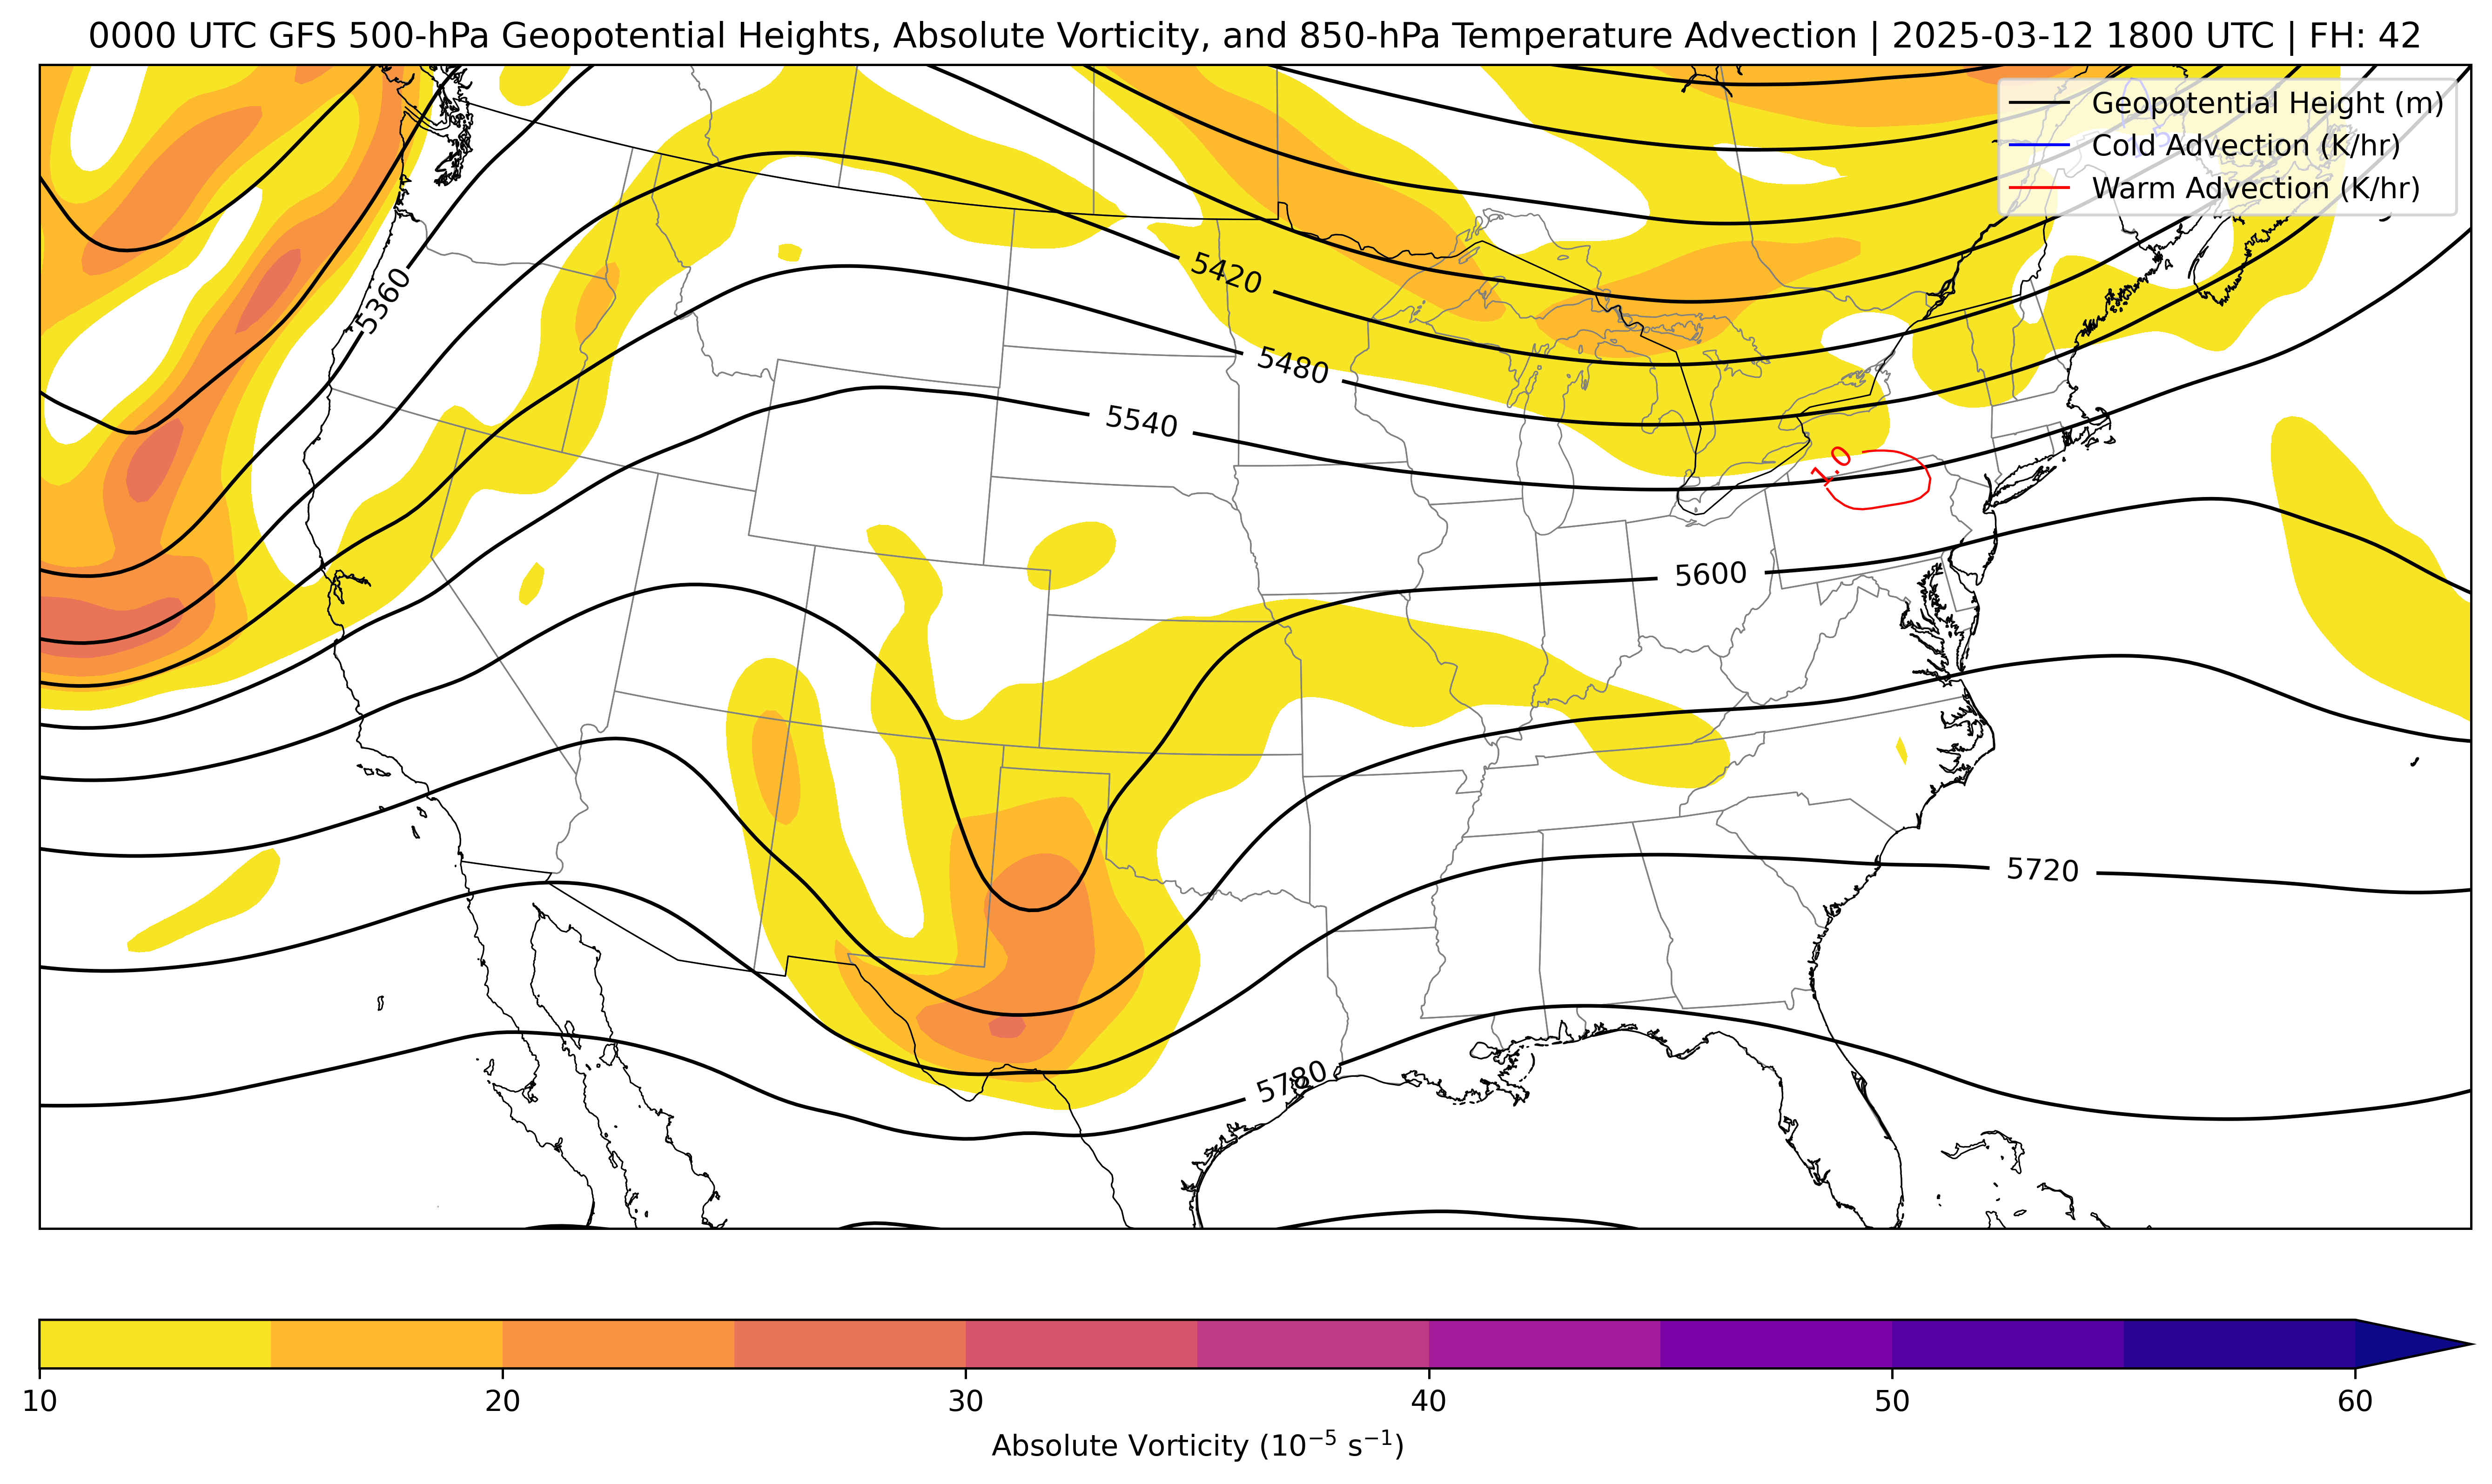 0000 UTC GFS 500-hPa Geopotential Heights, Absolute Vorticity, and 850-hPa Temperature Advection | 2025-03-12 1800 UTC | FH: 42
Geopotential Height (m)
Cold Advection (K/hr)
Warm Advection (K/hr)
5360
5420
5480
5540
1.0
5600
5720
5780
10 20 30 40 50 60
Absolute Vorticity (10⁻⁵ s⁻¹)